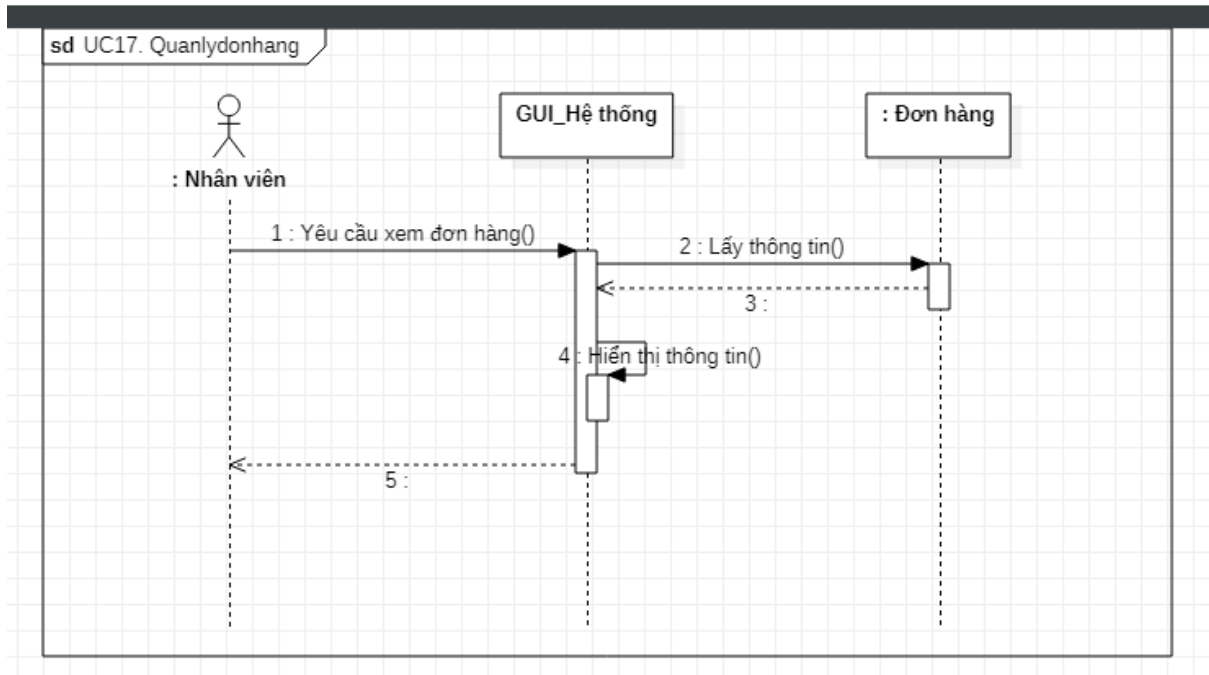 sd UC17. Quanlydonhang
GUI_Hệ thống
: Đơn hàng
: Nhân viên
1 : Yêu cầu xem đơn hàng()
2 : Lấy thông tin()
3 :
4 : Hiển thị thông tin()
5 :